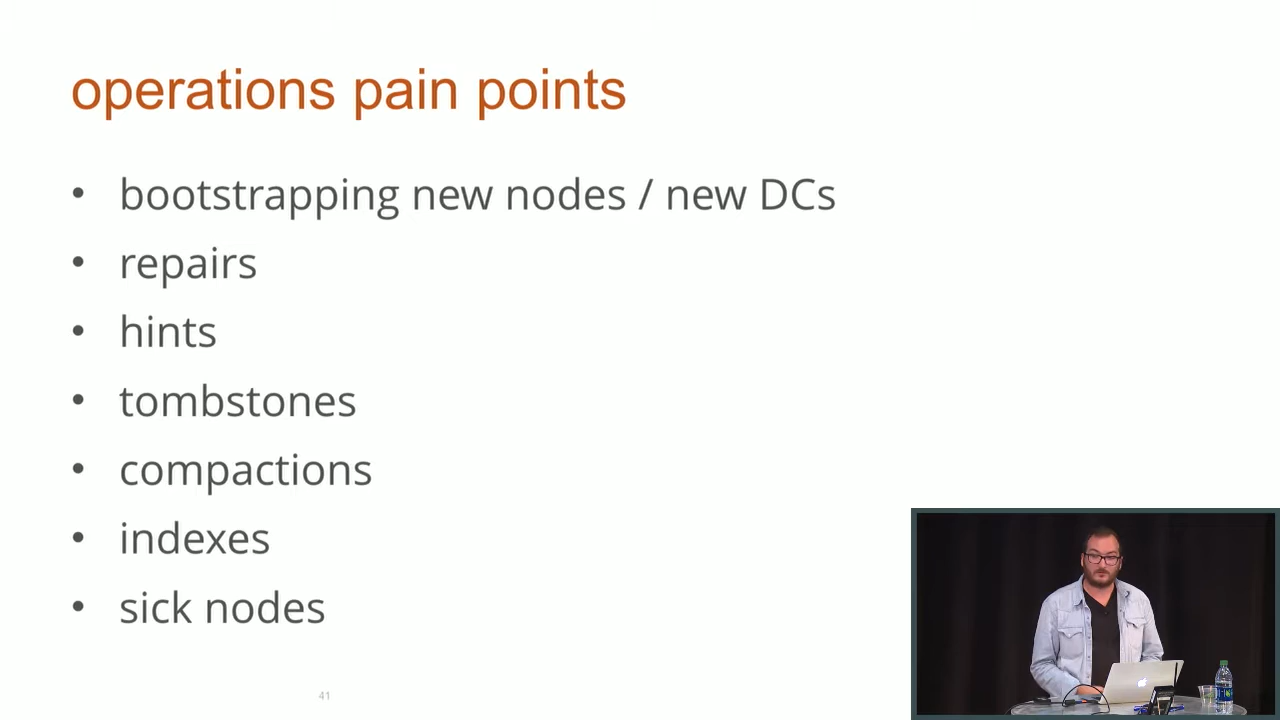 operations pain points
• bootstrapping new nodes / new DCs
• repairs
• hints
• tombstones
• compactions
• indexes
• sick nodes
41